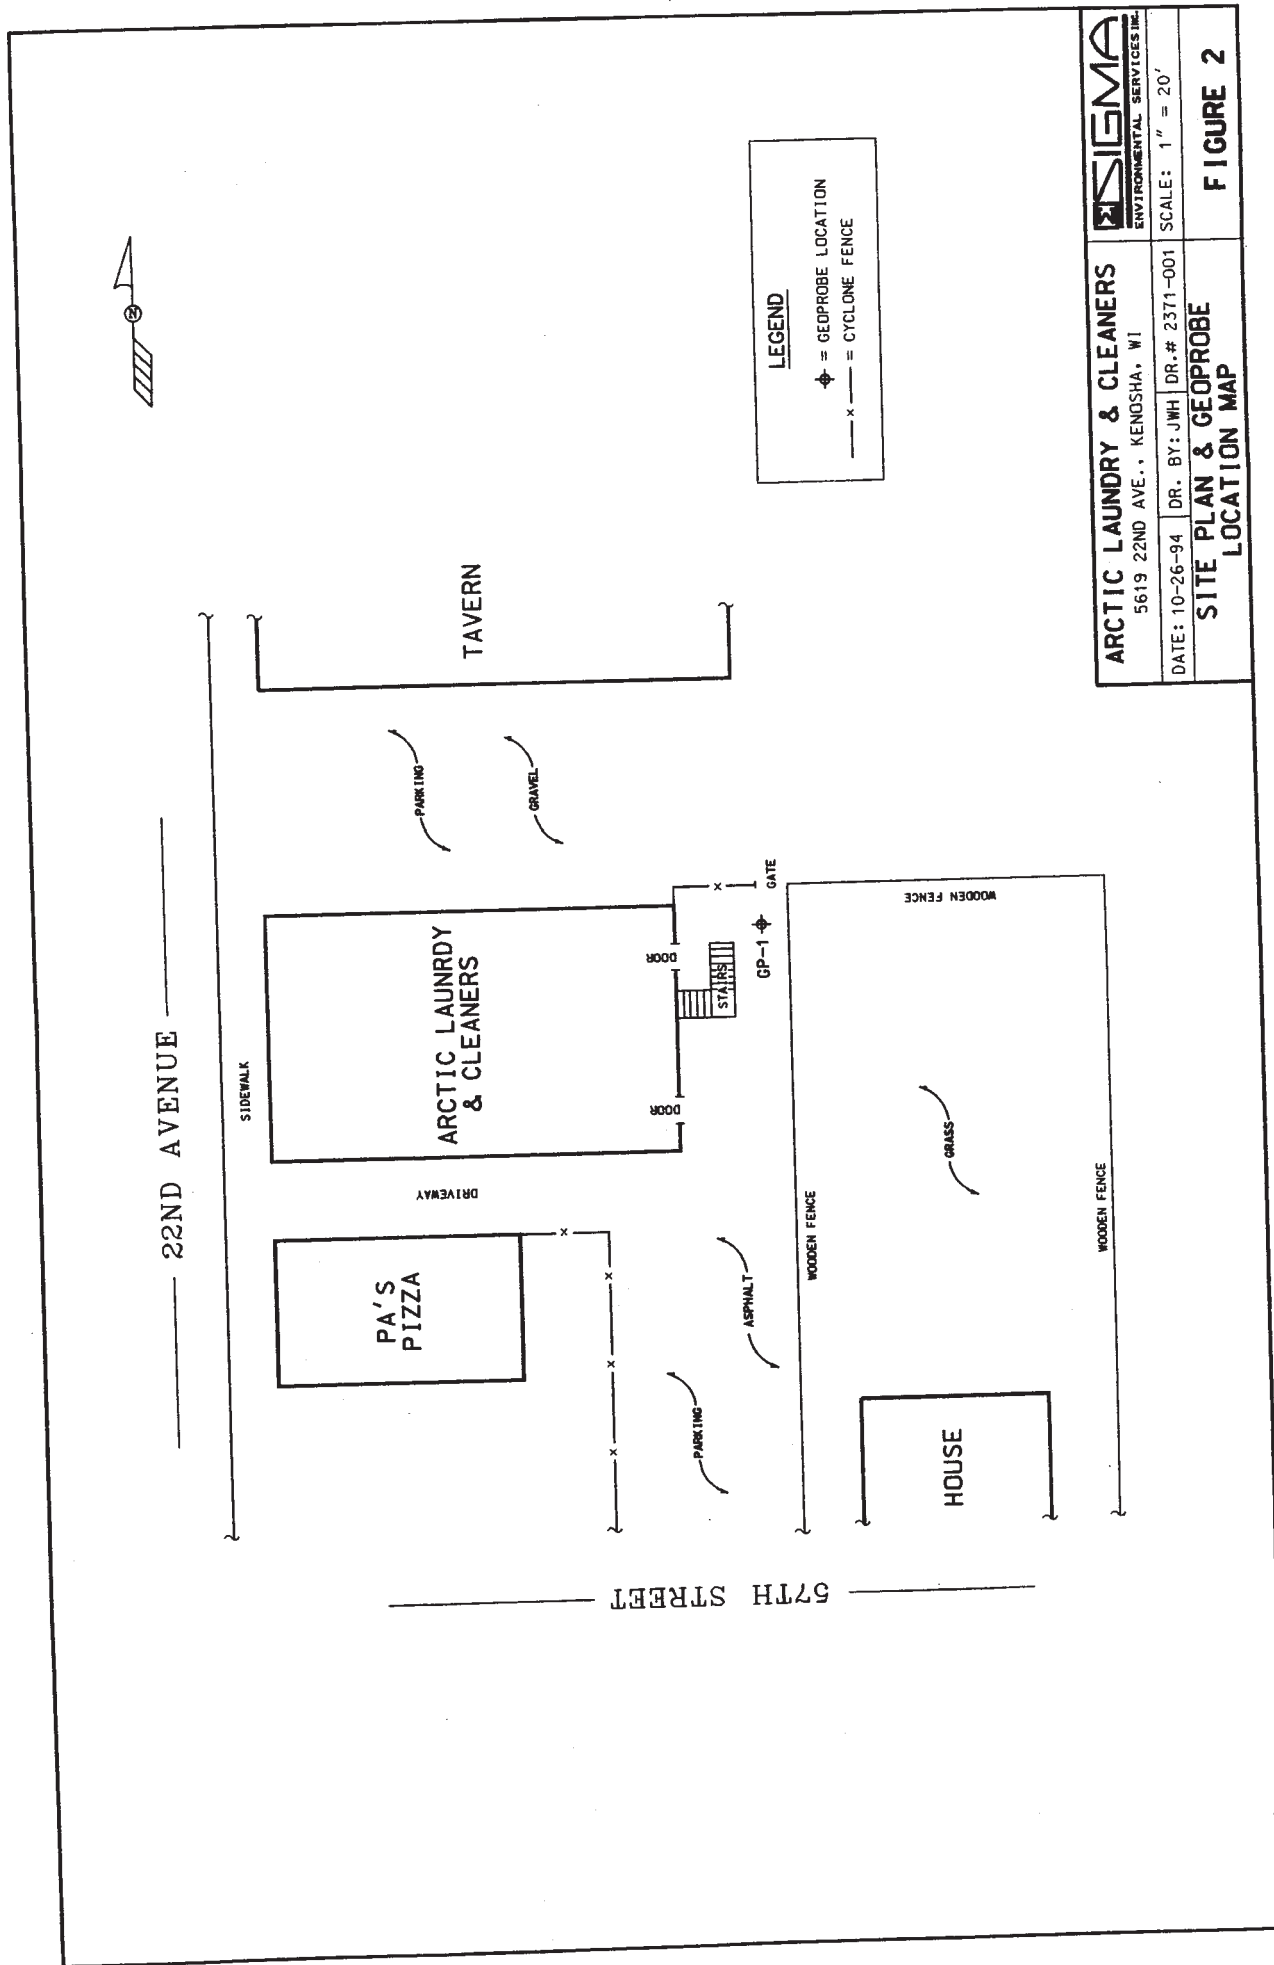 22ND AVENUE
SIDEWALK
PA'S
PIZZA
DRIVEWAY
ARCTIC LAUNRDY
& CLEANERS
DOOR
DOOR
STAIRS
GP-1
GATE
PARKING
GRAVEL
TAVERN
PARKING
ASPHALT
WOODEN FENCE
WOODEN FENCE
GRASS
HOUSE
WOODEN FENCE
57TH STREET
N
LEGEND
= GEOPROBE LOCATION
x = CYCLONE FENCE
ARCTIC LAUNDRY & CLEANERS
5619 22ND AVE., KENOSHA, WI
Σ SIGMA
ENVIRONMENTAL SERVICES INC.
DATE: 10-26-94 DR. BY: JWH DR.# 2371-001 SCALE: 1" = 20'
SITE PLAN & GEOPROBE
LOCATION MAP
FIGURE 2